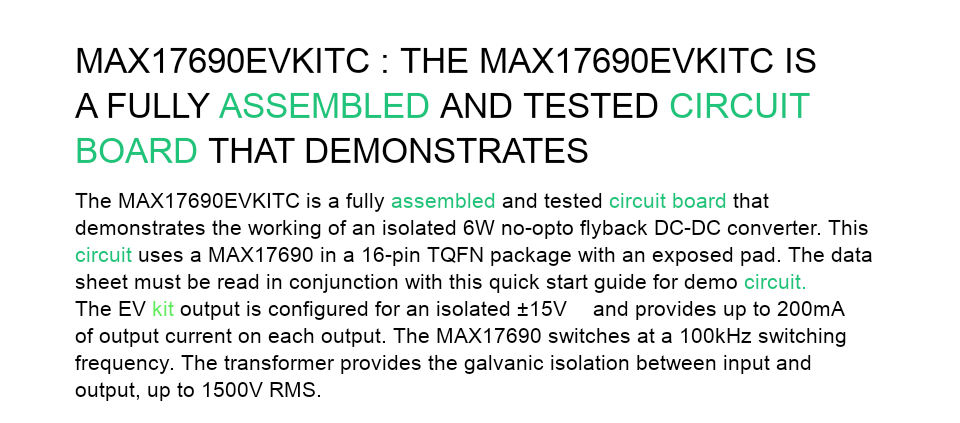 MAX17690EVKITC : THE MAX17690EVKITC IS
A FULLY ASSEMBLED AND TESTED CIRCUIT
BOARD THAT DEMONSTRATES
The MAX17690EVKITC is a fully assembled and tested circuit board that
demonstrates the working of an isolated 6W no-opto flyback DC-DC converter. This
circuit uses a MAX17690 in a 16-pin TQFN package with an exposed pad. The data
sheet must be read in conjunction with this quick start guide for demo circuit.
The EV kit output is configured for an isolated ±15V and provides up to 200mA
of output current on each output. The MAX17690 switches at a 100kHz switching
frequency. The transformer provides the galvanic isolation between input and
output, up to 1500V RMS.